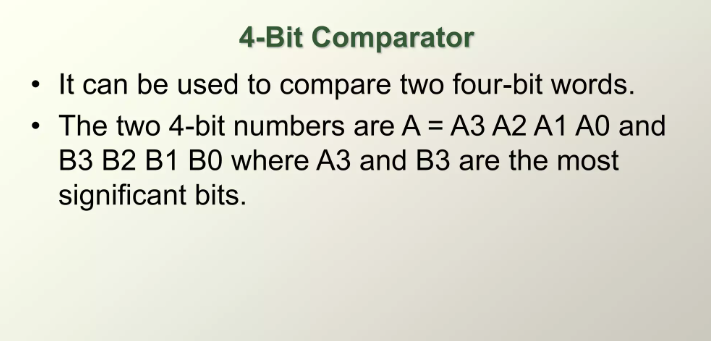 4-Bit Comparator
• It can be used to compare two four-bit words.
• The two 4-bit numbers are A = A3 A2 A1 A0 and
B3 B2 B1 B0 where A3 and B3 are the most
significant bits.